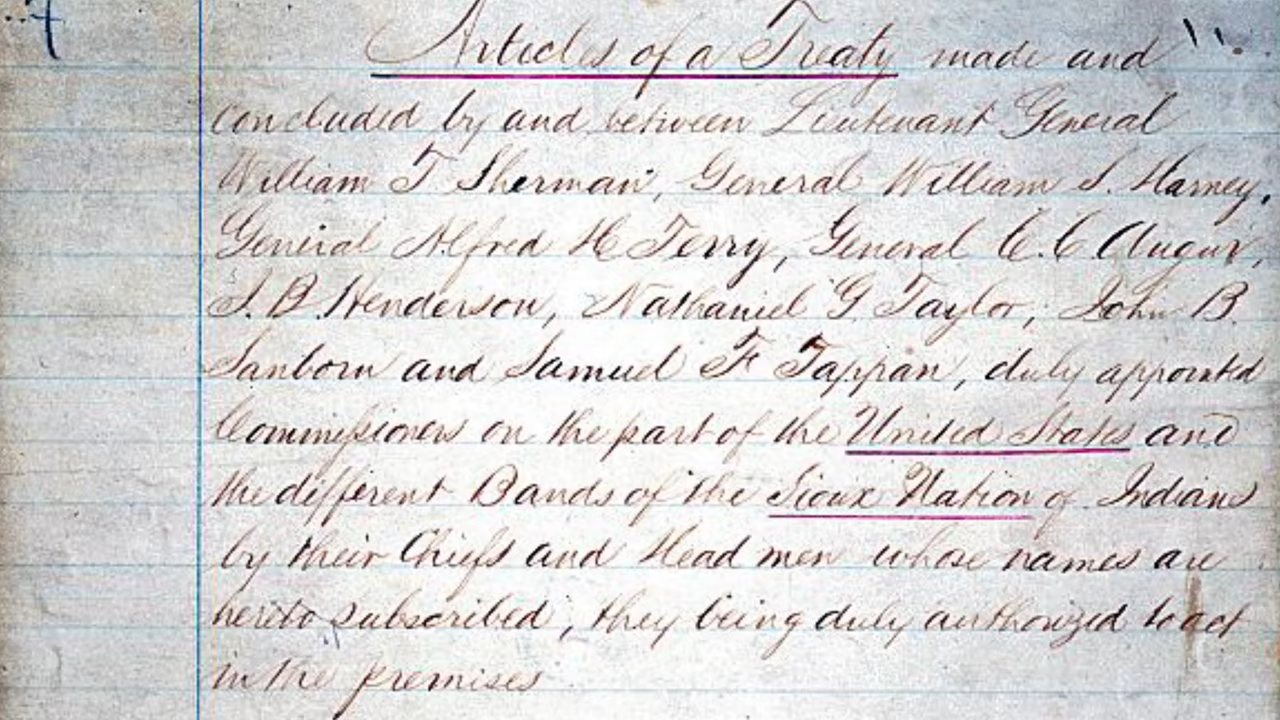 Articles of a Treaty made and
concluded by and between Lieutenant General
William T Sherman, General William S. Harney,
General Alfred H Terry, General C. C Augur,
J. B. Henderson, Nathaniel G. Taylor, John B.
Sanborn and Samuel F Tappan, duly appointed
Commissioners on the part of the United States and
the different Bands of the Sioux Nation of Indians
by their Chiefs and Head men whose names are
hereto subscribed, they being duly authorized to act
in the premises